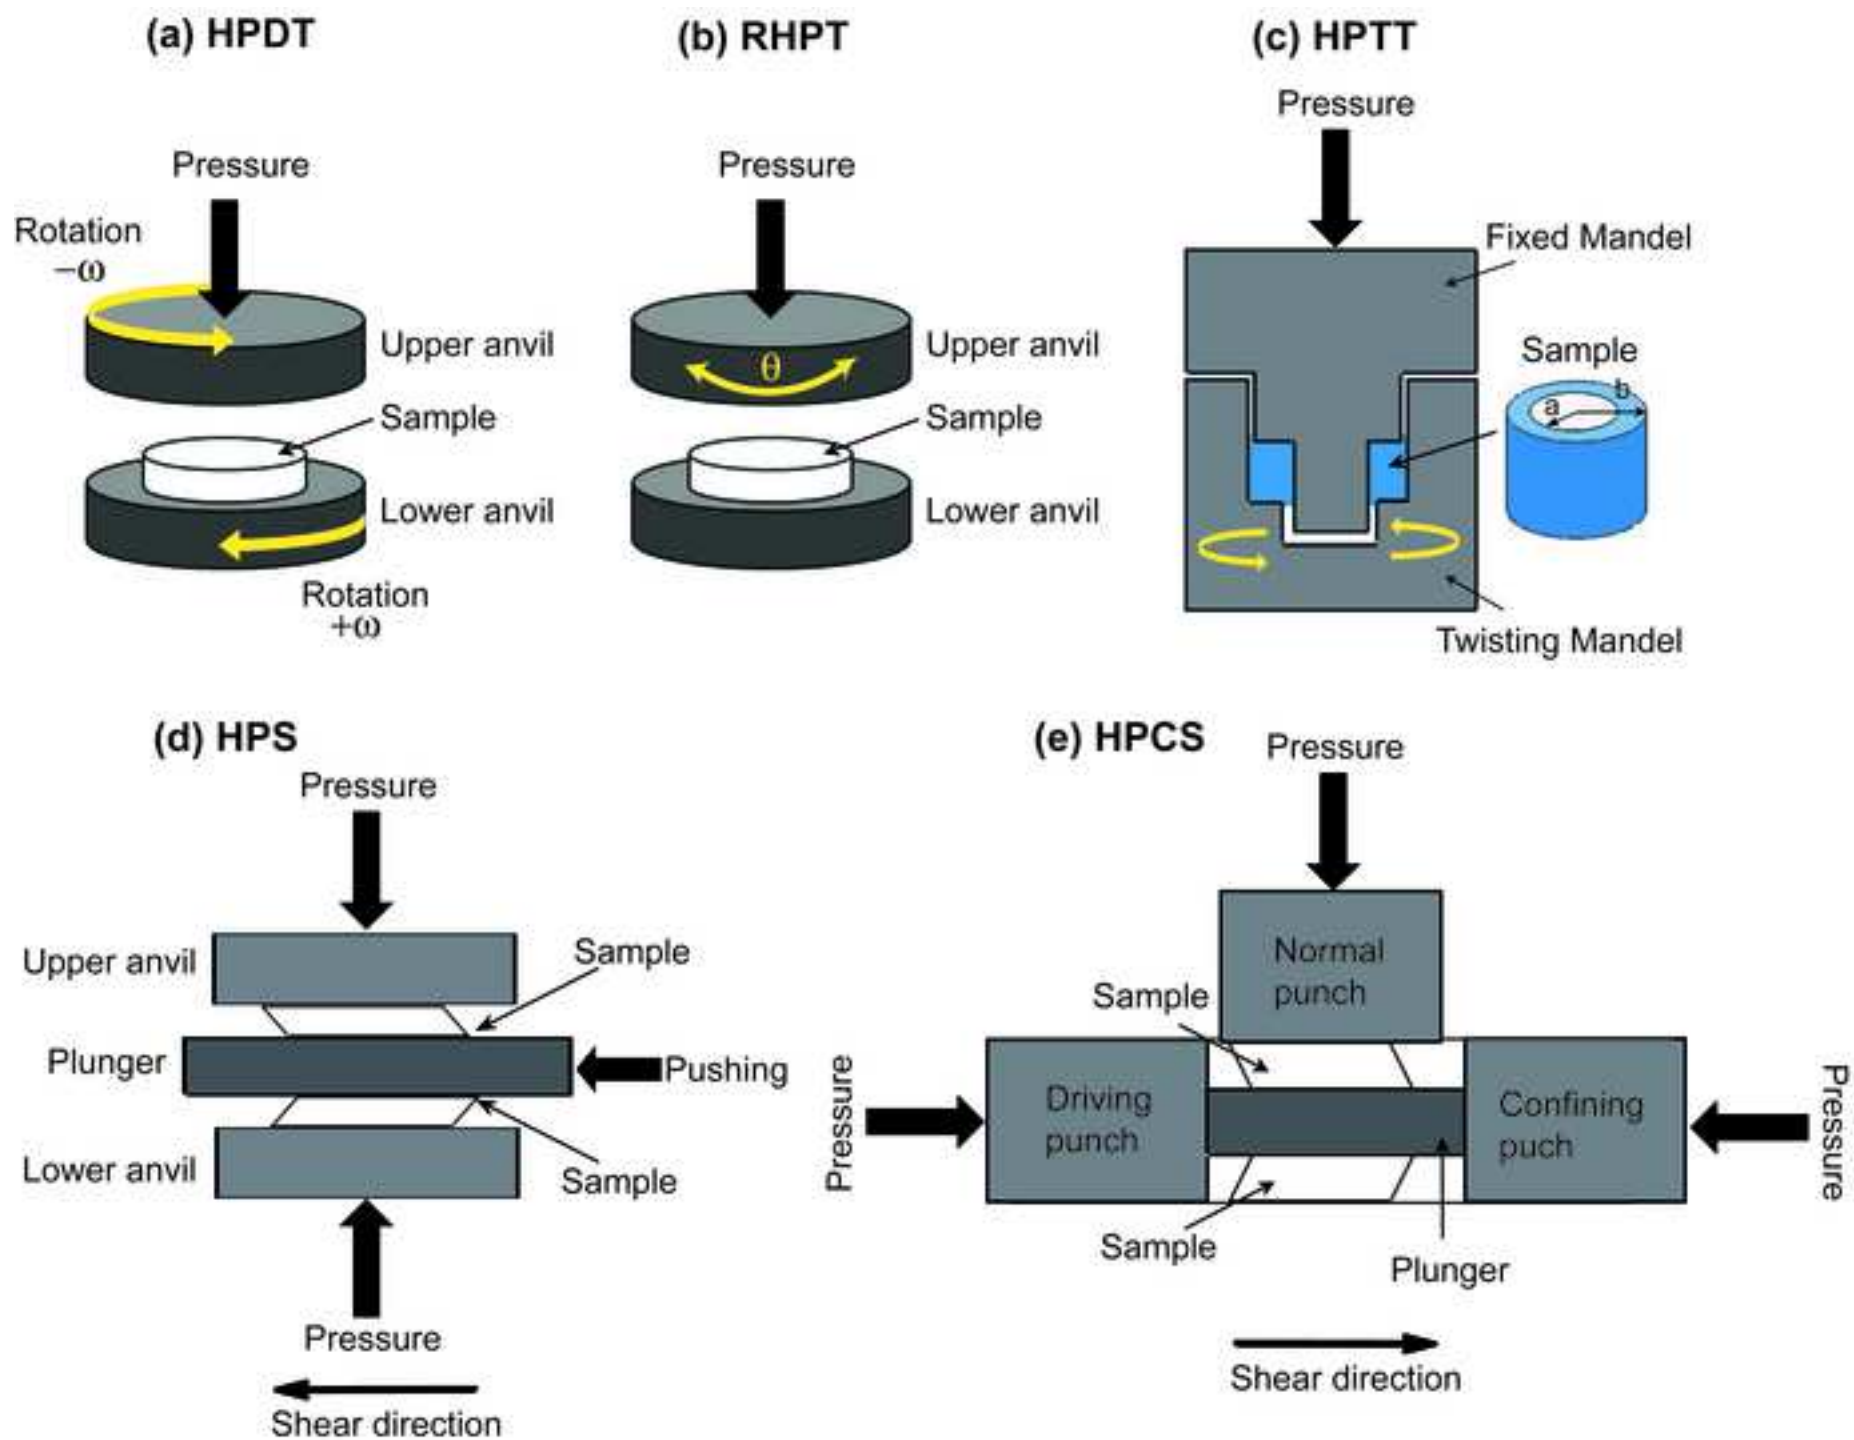 (a) HPDT
Pressure
Rotation
−ω
Upper anvil
Sample
Lower anvil
Rotation
+ω
(b) RHPT
Pressure
θ
Upper anvil
Sample
Lower anvil
(c) HPTT
Pressure
Fixed Mandel
Sample
a
b
Twisting Mandel
(d) HPS
Pressure
Upper anvil
Sample
Plunger
Pushing
Lower anvil
Sample
Pressure
Shear direction
(e) HPCS
Pressure
Normal
punch
Sample
Pressure
Driving
punch
Confining
puch
Pressure
Sample
Plunger
Shear direction